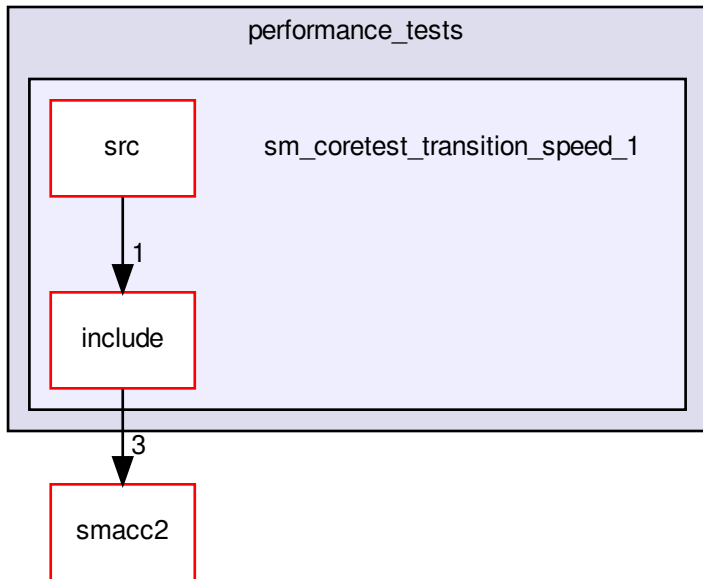 performance_tests
src
sm_coretest_transition_speed_1
1
include
3
smacc2